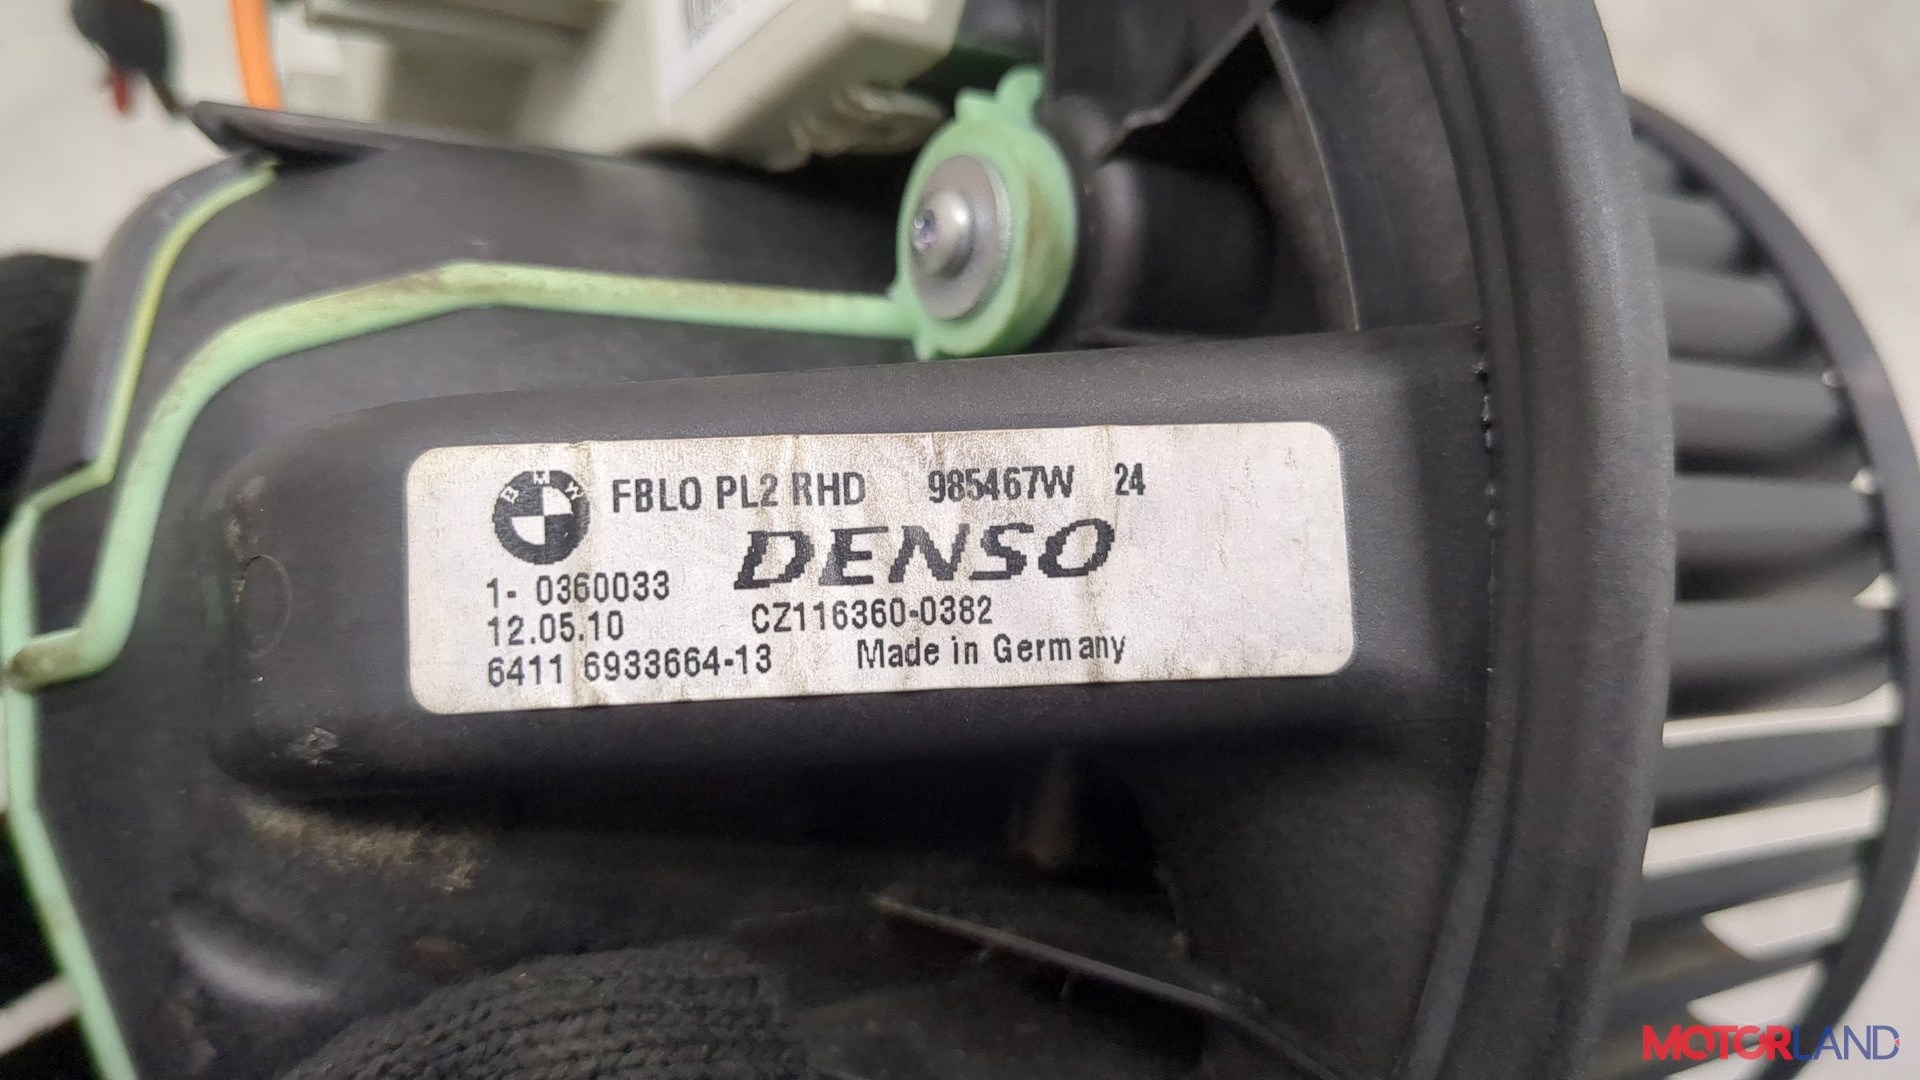 BMW FBLO PL2 RHD 985467W 24
DENSO
1- 0360033
12.05.10 CZ116360-0382
6411 6933664-13 Made in Germany
MOTORLAND